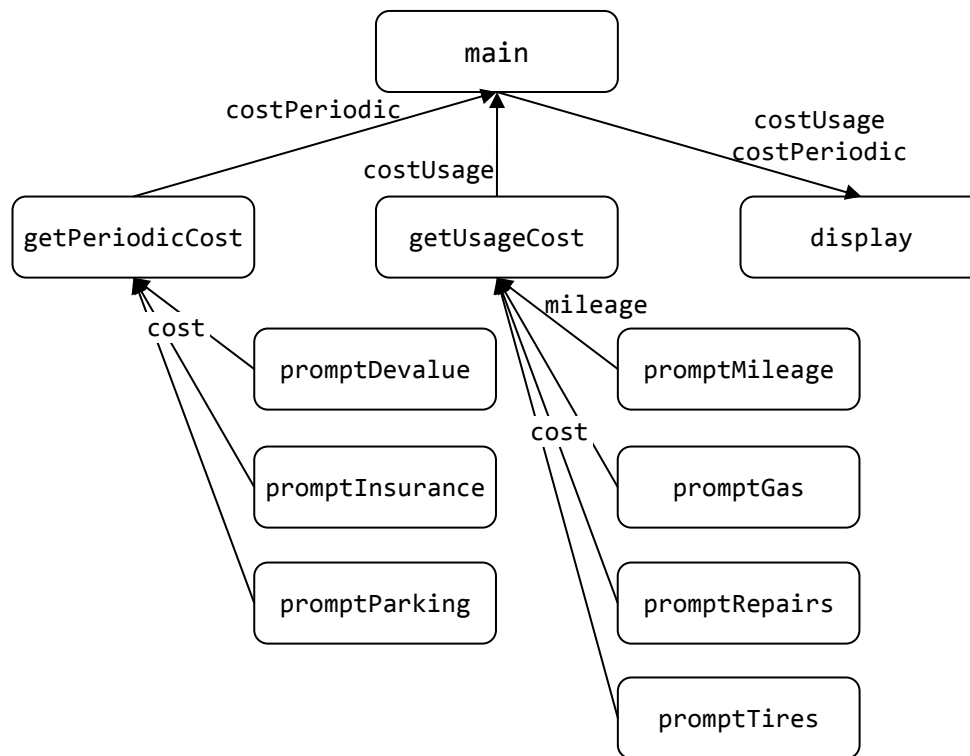 main
costPeriodic
costUsage
costPeriodic
costUsage
getPeriodicCost
getUsageCost
display
cost
mileage
promptDevalue
promptMileage
cost
promptInsurance
promptGas
promptParking
promptRepairs
promptTires